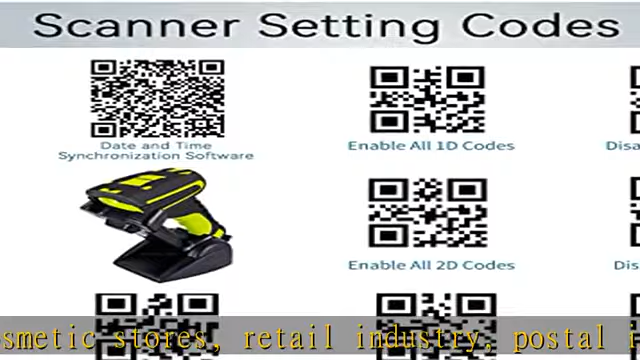 Scanner Setting Codes
Date and Time
Synchronization Software
Enable All 1D Codes
Enable All 2D Codes
stores, retail industry, postal